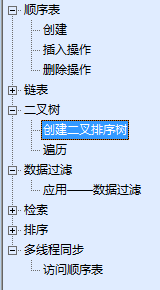 顺序表
创建
插入操作
删除操作
链表
二叉树
创建二叉排序树
遍历
数据过滤
应用——数据过滤
检索
排序
多线程同步
访问顺序表